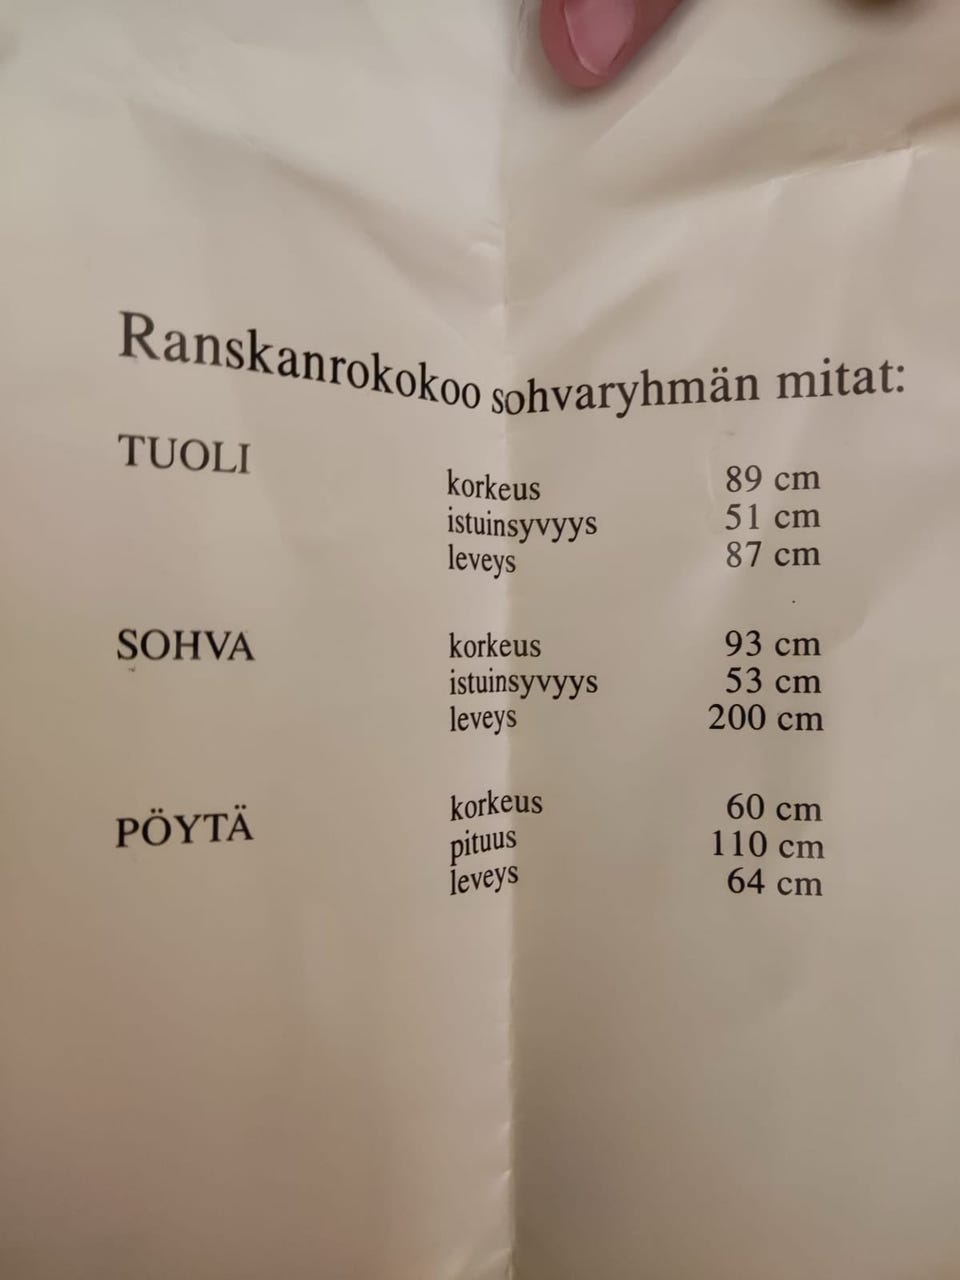 Ranskanrokokoo sohvaryhmän mitat:
TUOLI
korkeus 89 cm
istuinsyvyys 51 cm
leveys 87 cm
SOHVA korkeus 93 cm
istuinsyvyys 53 cm
leveys 200 cm
PÖYTÄ korkeus 60 cm
pituus 110 cm
leveys 64 cm